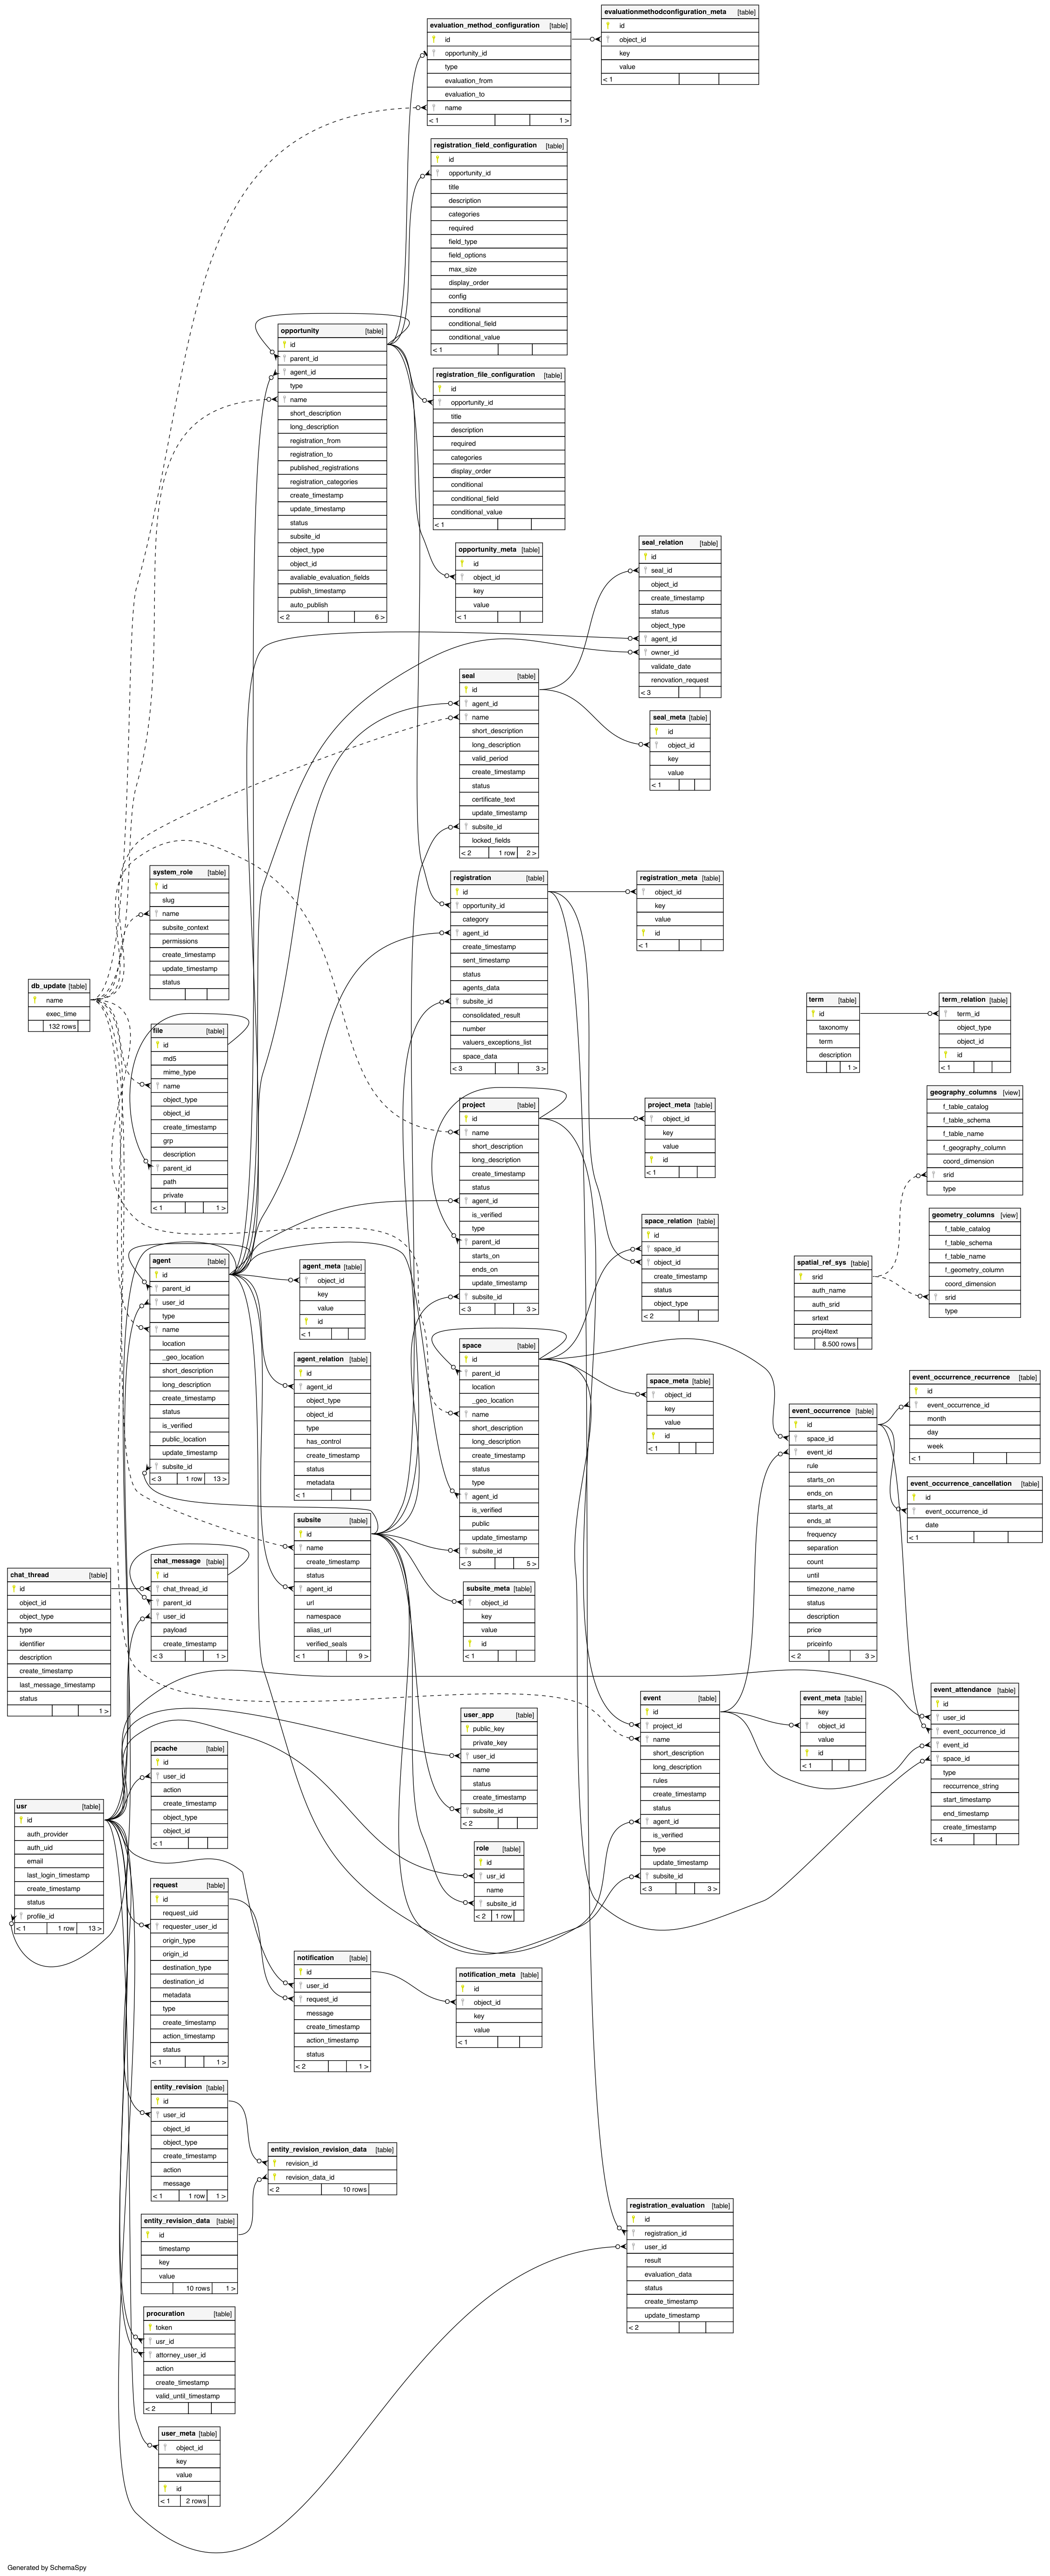 evaluation_method_configuration [table]
id
opportunity_id
type
evaluation_from
evaluation_to
name
< 1 1 >
evaluationmethodconfiguration_meta [table]
id
object_id
key
value
< 1
registration_field_configuration [table]
id
opportunity_id
title
description
categories
required
field_type
field_options
max_size
display_order
config
conditional
conditional_field
conditional_value
< 1
opportunity [table]
id
parent_id
agent_id
type
name
short_description
long_description
registration_from
registration_to
published_registrations
registration_categories
create_timestamp
update_timestamp
status
subsite_id
object_type
object_id
avaliable_evaluation_fields
publish_timestamp
auto_publish
< 2 6 >
registration_file_configuration [table]
id
opportunity_id
title
description
required
categories
display_order
conditional
conditional_field
conditional_value
< 1
opportunity_meta [table]
id
object_id
key
value
< 1
seal_relation [table]
id
seal_id
object_id
create_timestamp
status
object_type
agent_id
owner_id
validate_date
renovation_request
< 3
seal [table]
id
agent_id
name
short_description
long_description
valid_period
create_timestamp
status
certificate_text
update_timestamp
subsite_id
locked_fields
< 2 1 row 2 >
seal_meta [table]
id
object_id
key
value
< 1
system_role [table]
id
slug
name
subsite_context
permissions
create_timestamp
update_timestamp
status
registration [table]
id
opportunity_id
category
agent_id
create_timestamp
sent_timestamp
status
agents_data
subsite_id
consolidated_result
number
valuers_exceptions_list
space_data
< 3 3 >
registration_meta [table]
object_id
key
value
id
< 1
db_update [table]
name
exec_time
132 rows
term [table]
id
taxonomy
term
description
1 >
term_relation [table]
term_id
object_type
object_id
id
< 1
file [table]
id
md5
mime_type
name
object_type
object_id
create_timestamp
grp
description
parent_id
path
private
< 1 1 >
geography_columns [view]
f_table_catalog
f_table_schema
f_table_name
f_geography_column
coord_dimension
srid
type
project [table]
id
name
short_description
long_description
create_timestamp
status
agent_id
is_verified
type
parent_id
starts_on
ends_on
update_timestamp
subsite_id
< 3 3 >
project_meta [table]
object_id
key
value
id
< 1
geometry_columns [view]
f_table_catalog
f_table_schema
f_table_name
f_geometry_column
coord_dimension
srid
type
space_relation [table]
id
space_id
object_id
create_timestamp
status
object_type
< 2
spatial_ref_sys [table]
srid
auth_name
auth_srid
srtext
proj4text
8.500 rows
agent [table]
id
parent_id
user_id
type
name
location
_geo_location
short_description
long_description
create_timestamp
status
is_verified
public_location
update_timestamp
subsite_id
< 3 1 row 13 >
agent_meta [table]
object_id
key
value
id
< 1
agent_relation [table]
id
agent_id
object_type
object_id
type
has_control
create_timestamp
status
metadata
< 1
space [table]
id
parent_id
location
_geo_location
name
short_description
long_description
create_timestamp
status
type
agent_id
is_verified
public
update_timestamp
subsite_id
< 3 5 >
space_meta [table]
object_id
key
value
id
< 1
event_occurrence_recurrence [table]
id
event_occurrence_id
month
day
week
< 1
event_occurrence [table]
id
space_id
event_id
rule
starts_on
ends_on
starts_at
ends_at
frequency
separation
count
until
timezone_name
status
description
price
priceinfo
< 2 3 >
event_occurrence_cancellation [table]
id
event_occurrence_id
date
< 1
subsite [table]
id
name
create_timestamp
status
agent_id
url
namespace
alias_url
verified_seals
< 1 9 >
chat_message [table]
id
chat_thread_id
parent_id
user_id
payload
create_timestamp
< 3 1 >
chat_thread [table]
id
object_id
object_type
type
identifier
description
create_timestamp
last_message_timestamp
status
1 >
subsite_meta [table]
object_id
key
value
id
< 1
event [table]
id
project_id
name
short_description
long_description
rules
create_timestamp
status
agent_id
is_verified
type
update_timestamp
subsite_id
< 3 3 >
event_meta [table]
key
object_id
value
id
< 1
event_attendance [table]
id
user_id
event_occurrence_id
event_id
space_id
type
reccurrence_string
start_timestamp
end_timestamp
create_timestamp
< 4
user_app [table]
public_key
private_key
user_id
name
status
create_timestamp
subsite_id
< 2
pcache [table]
id
user_id
action
create_timestamp
object_type
object_id
< 1
usr [table]
id
auth_provider
auth_uid
email
last_login_timestamp
create_timestamp
status
profile_id
< 1 1 row 13 >
role [table]
id
usr_id
name
subsite_id
< 2 1 row
request [table]
id
request_uid
requester_user_id
origin_type
origin_id
destination_type
destination_id
metadata
type
create_timestamp
action_timestamp
status
< 1 1 >
notification [table]
id
user_id
request_id
message
create_timestamp
action_timestamp
status
< 2 1 >
notification_meta [table]
id
object_id
key
value
< 1
entity_revision [table]
id
user_id
object_id
object_type
create_timestamp
action
message
< 1 1 row 1 >
entity_revision_revision_data [table]
revision_id
revision_data_id
< 2 10 rows
entity_revision_data [table]
id
timestamp
key
value
10 rows 1 >
registration_evaluation [table]
id
registration_id
user_id
result
evaluation_data
status
create_timestamp
update_timestamp
< 2
procuration [table]
token
usr_id
attorney_user_id
action
create_timestamp
valid_until_timestamp
< 2
user_meta [table]
object_id
key
value
id
< 1 2 rows
Generated by SchemaSpy